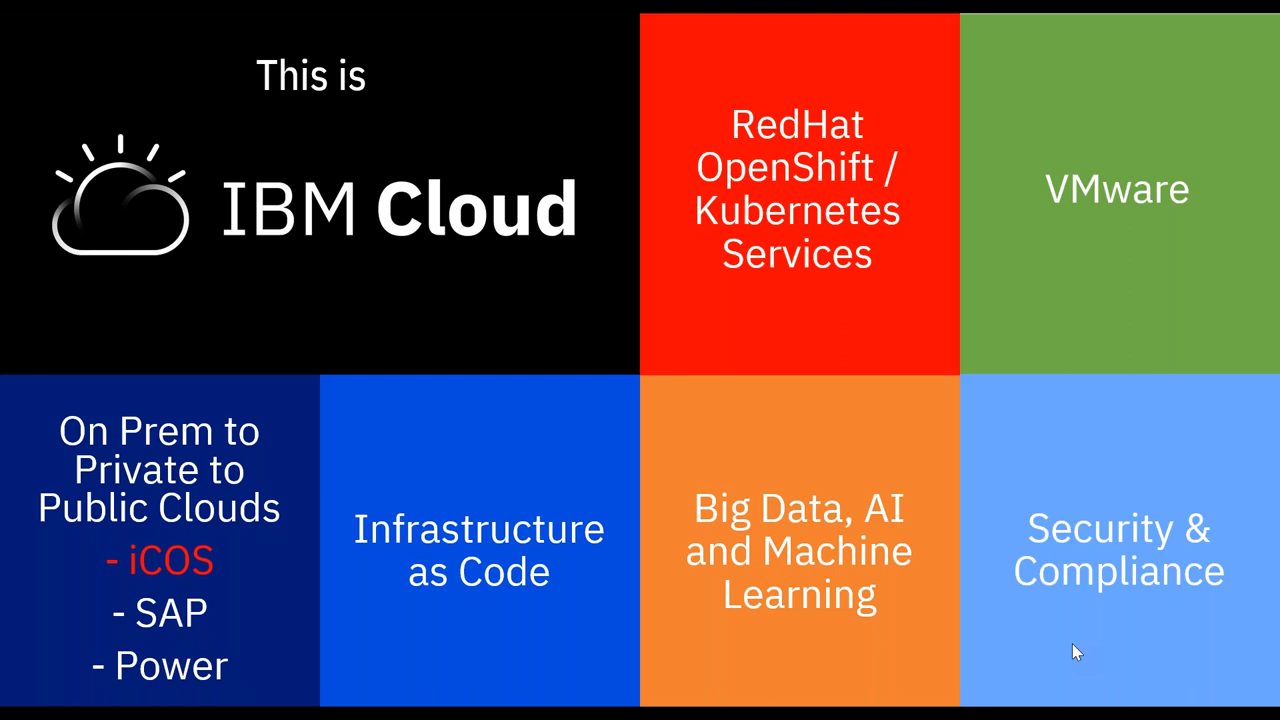 This is
IBM Cloud
RedHat
OpenShift /
Kubernetes
Services
VMware
On Prem to
Private to
Public Clouds
- iCOS
- SAP
- Power
Infrastructure
as Code
Big Data, AI
and Machine
Learning
Security &
Compliance